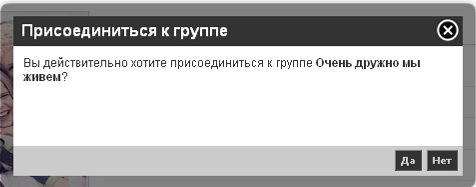 Присоединиться к группе
Вы действительно хотите присоединиться к группе Очень дружно мы
живем?
Да Нет